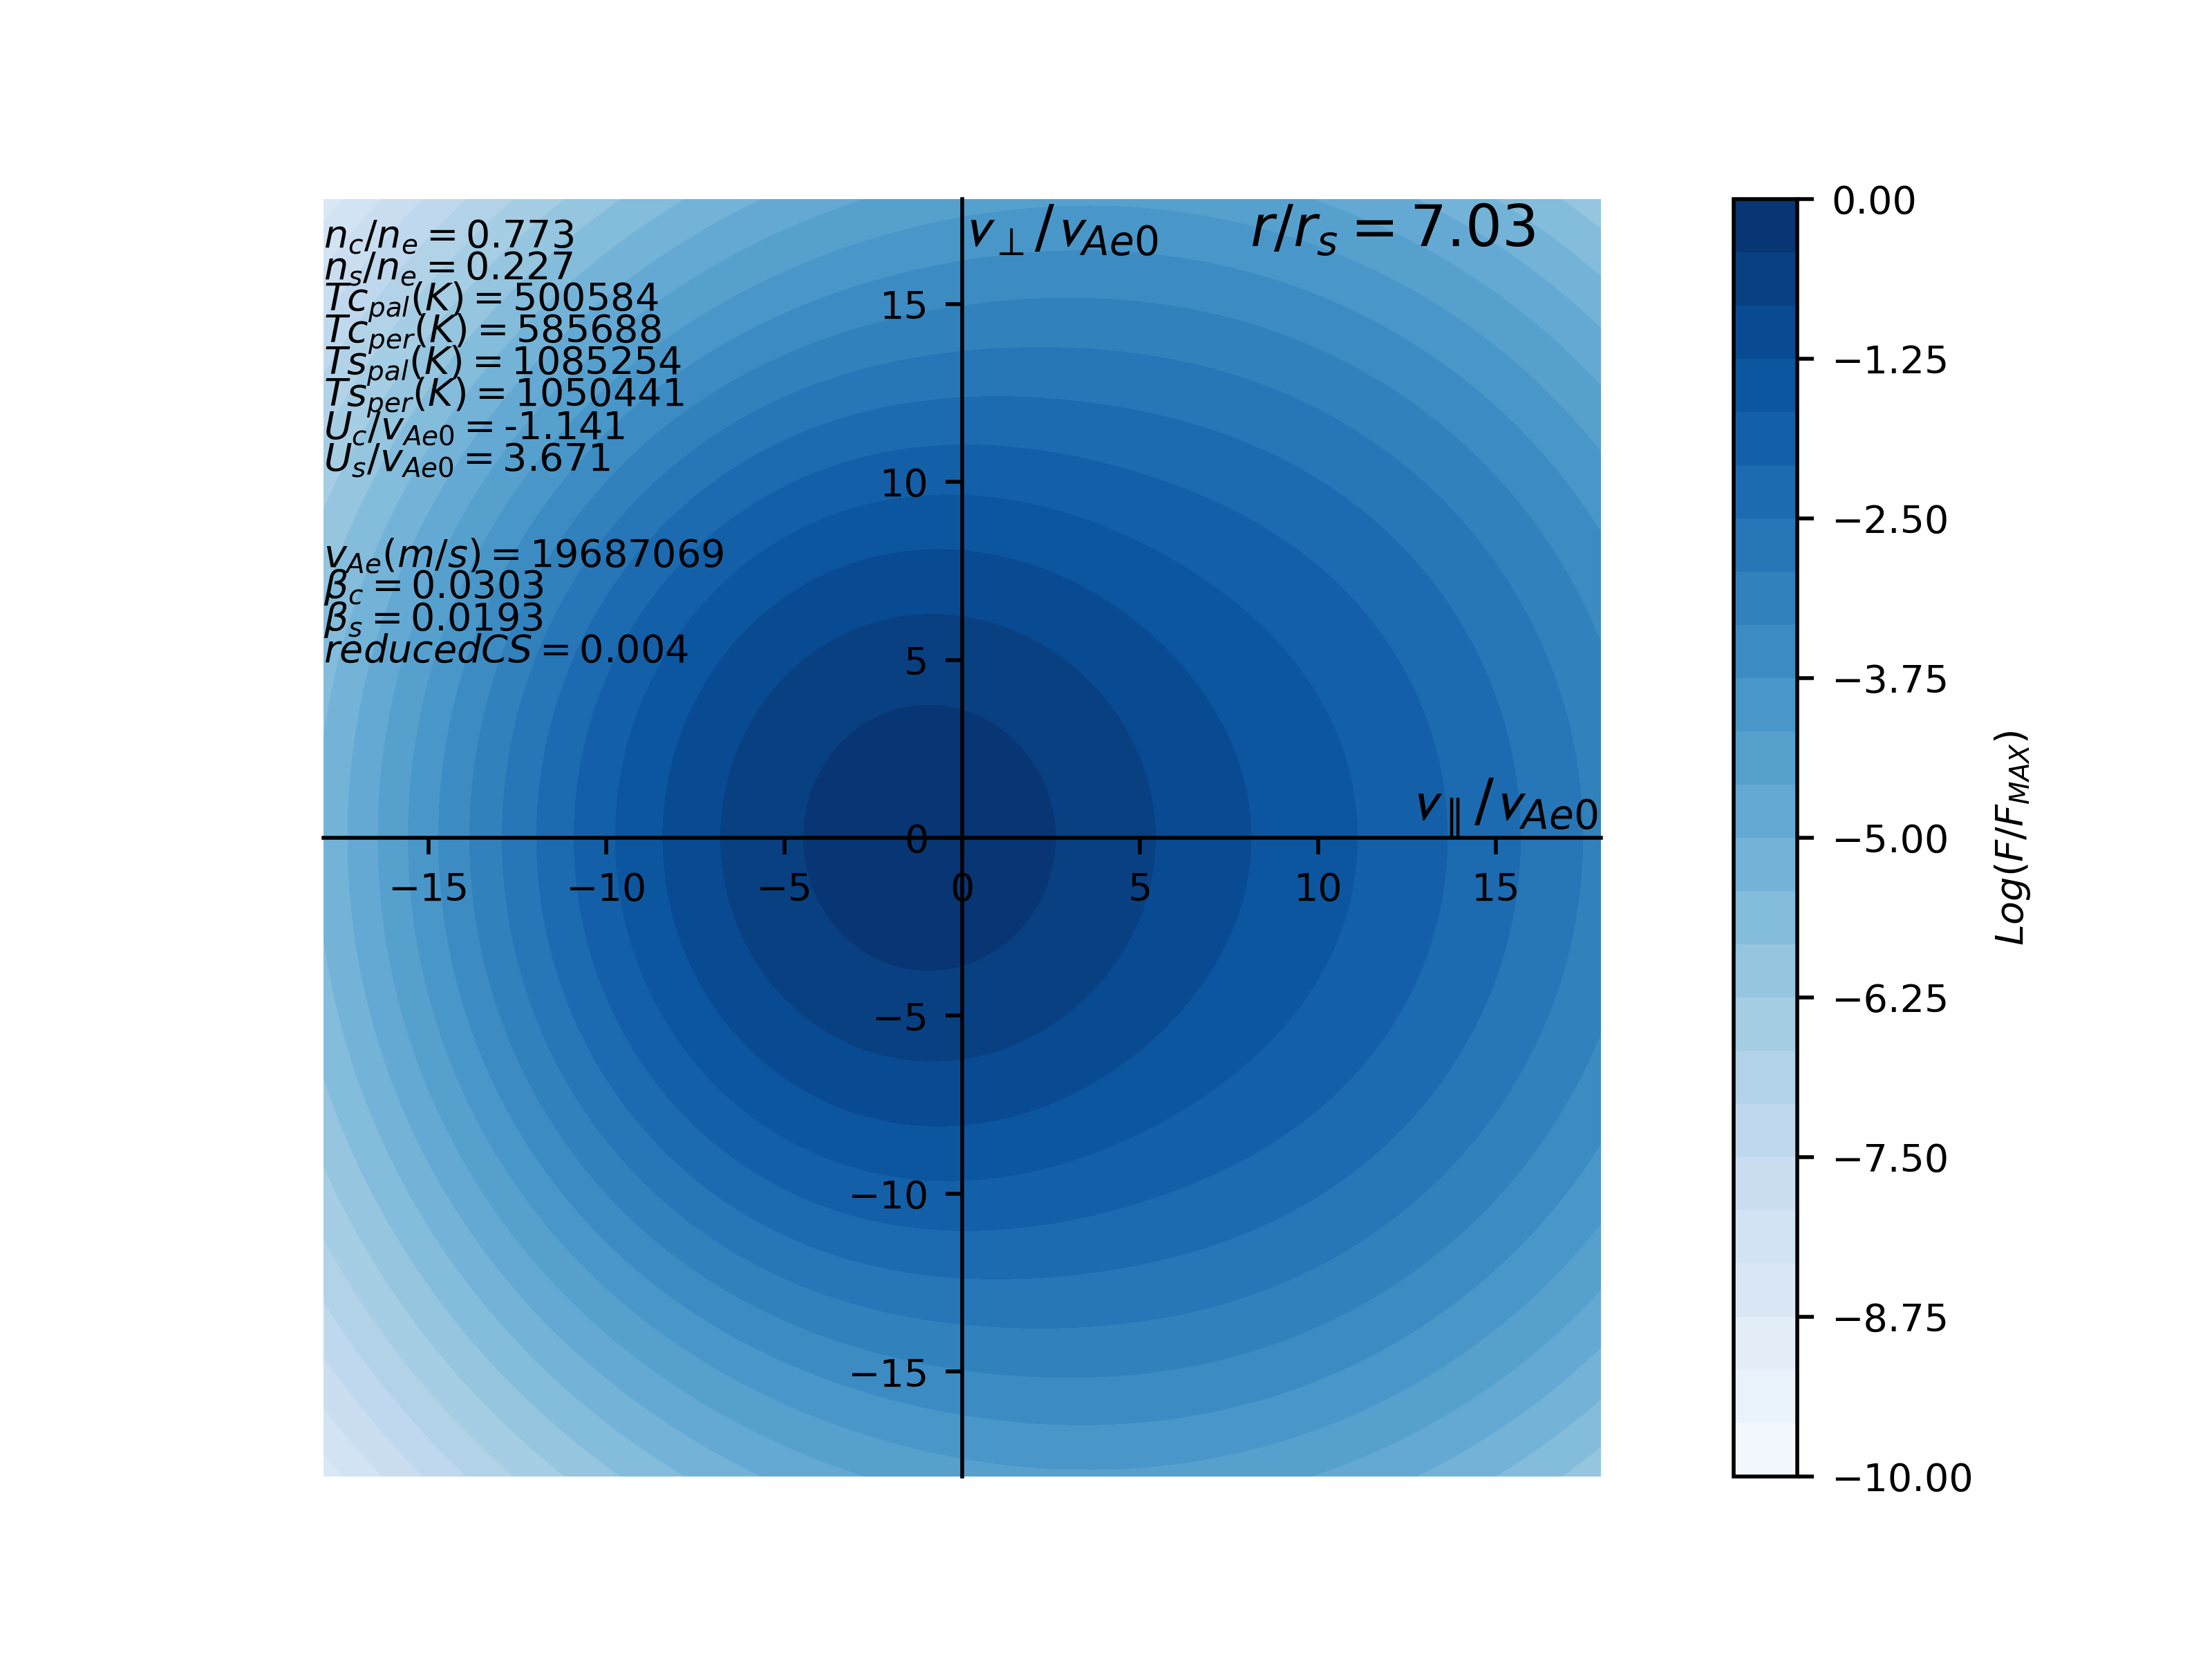 n_c/n_e = 0.773
n_s/n_e = 0.227
Tc_pal(K) = 500584
Tc_per(K) = 585688
Ts_pal(K) = 1085254
Ts_per(K) = 1050441
U_c/v_Ae0 = -1.141
U_s/v_Ae0 = 3.671
v_Ae(m/s) = 19687069
β_c = 0.0303
β_s = 0.0193
reducedCS = 0.004
v_⊥/v_Ae0
r/r_s = 7.03
15
10
5
0
−5
−10
−15
v_∥/v_Ae0
−15 −10 −5 0 5 10 15
0.00
−1.25
−2.50
−3.75
−5.00
−6.25
−7.50
−8.75
−10.00
Log(F/F_MAX)